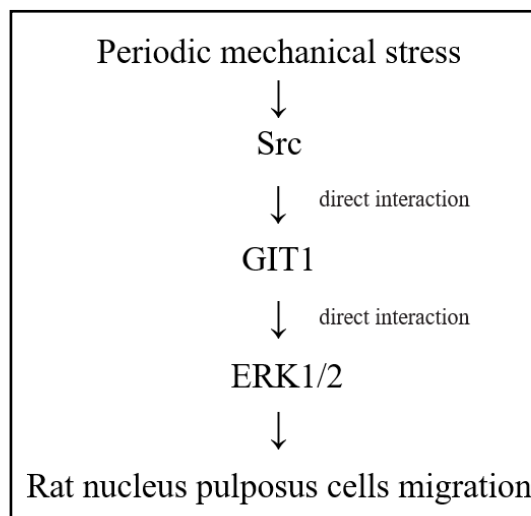 Periodic mechanical stress
Src
direct interaction
GIT1
direct interaction
ERK1/2
Rat nucleus pulposus cells migration